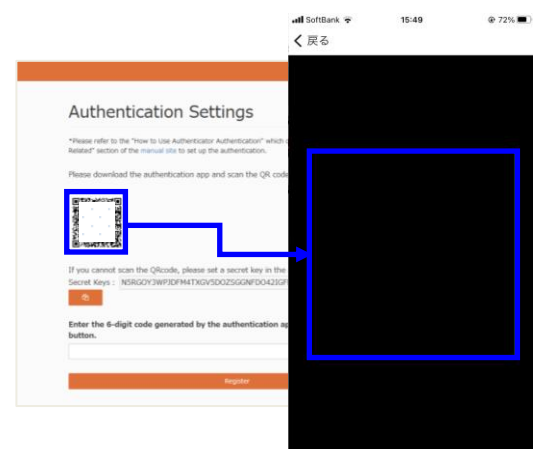 SoftBank 15:49 72%
戻る
Authentication Settings
*Please refer to the "How to Use Authenticator Authentication" which
Related" section of the manual site to set up the authentication.
Please download the authentication app and scan the QR code
If you cannot scan the QRcode, please set a secret key in the
Secret Keys :
Enter the 6-digit code generated by the authentication ap
button.
Register